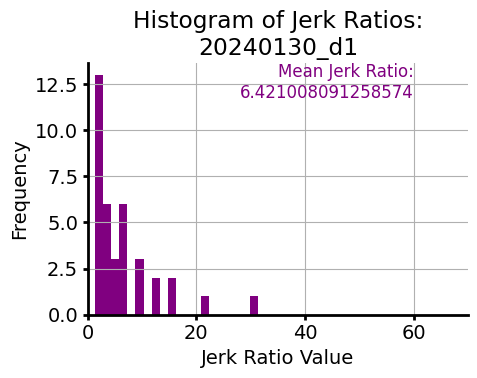 Histogram of Jerk Ratios:
20240130_d1
Mean Jerk Ratio:
6.421008091258574
12.5
10.0
7.5
5.0
2.5
0.0
Frequency
0 20 40 60
Jerk Ratio Value